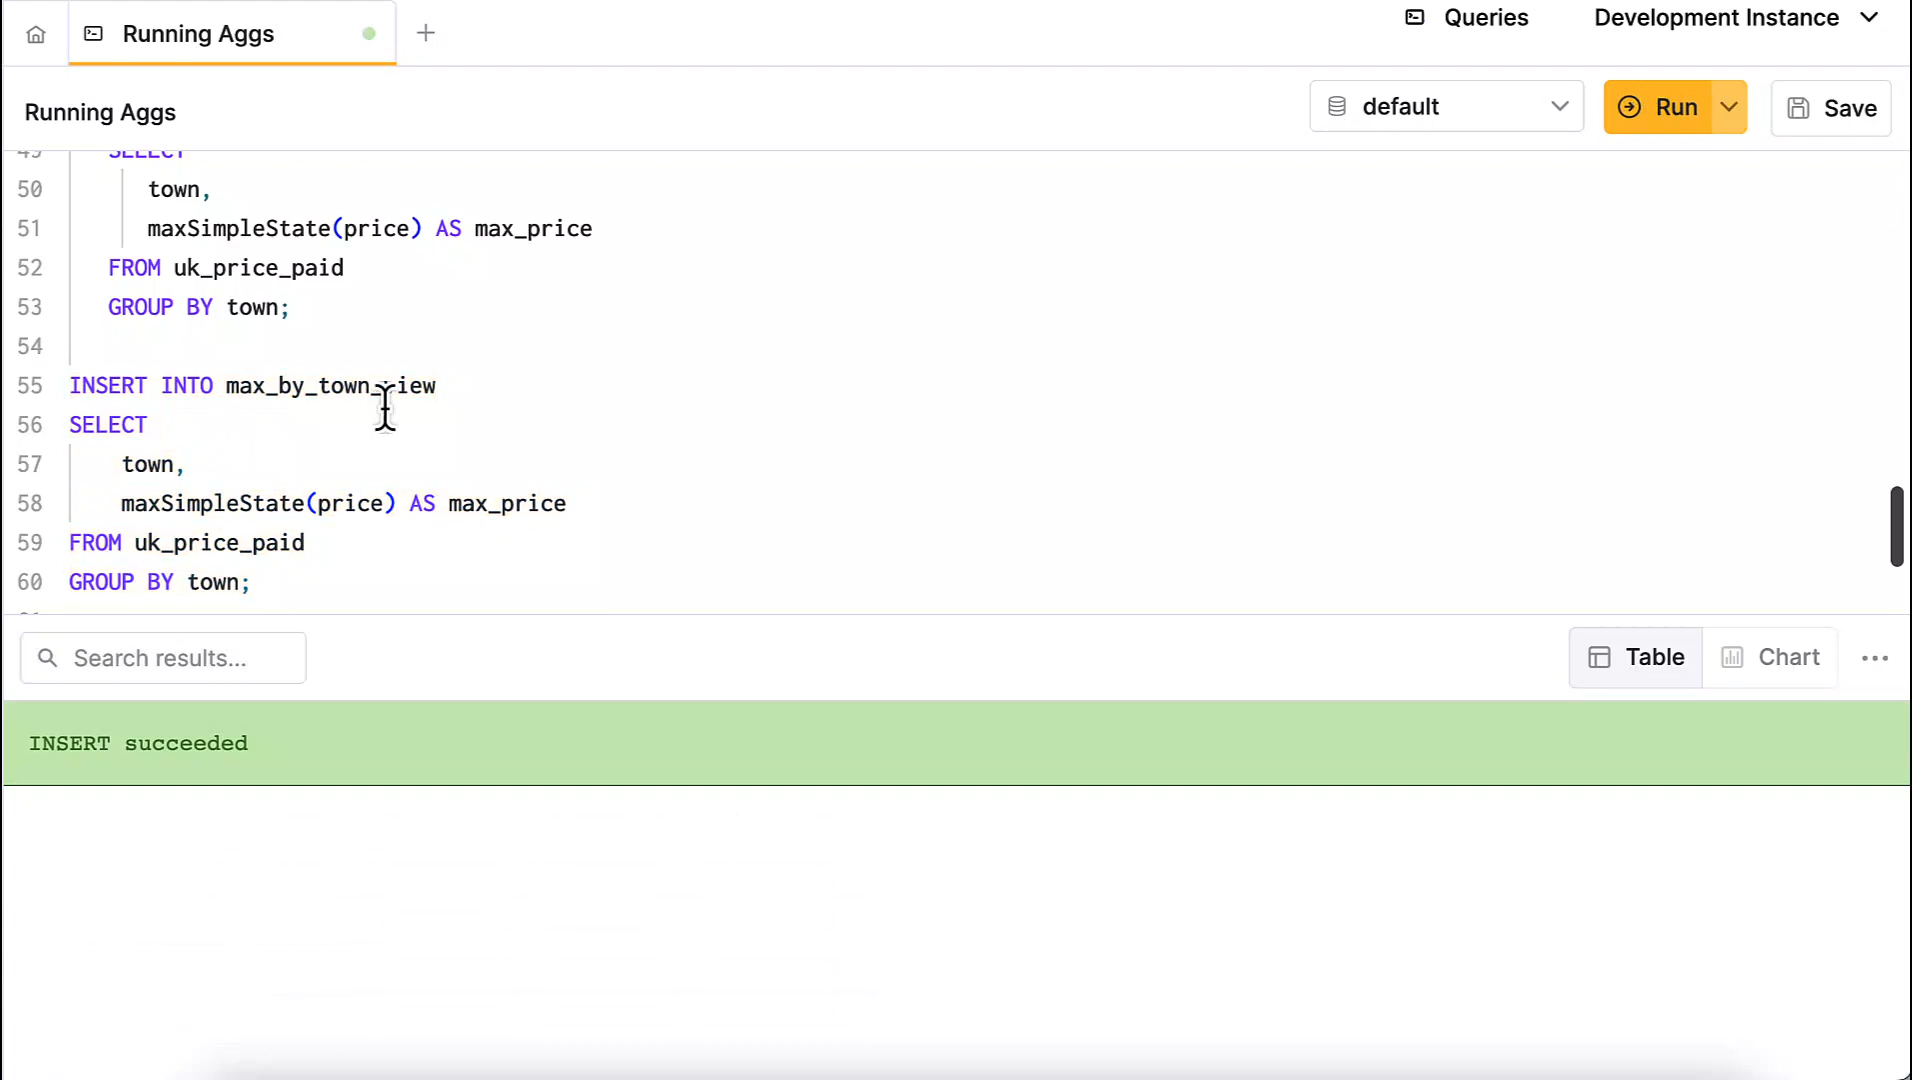 Running Aggs
Queries
Development Instance
Running Aggs
default
Run
Save
49 SELECT
50 town,
51 maxSimpleState(price) AS max_price
52 FROM uk_price_paid
53 GROUP BY town;
54
55 INSERT INTO max_by_town_view
56 SELECT
57 town,
58 maxSimpleState(price) AS max_price
59 FROM uk_price_paid
60 GROUP BY town;
Search results...
Table
Chart
INSERT succeeded